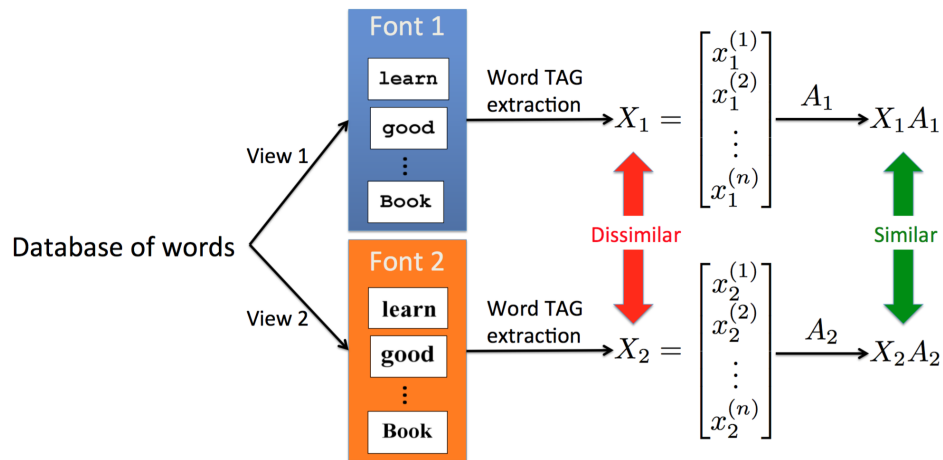 Font 1
learn
good
⋮
Book
View 1
Word TAG
extraction
X₁ = [x₁⁽¹⁾ x₁⁽²⁾ ⋮ x₁⁽ⁿ⁾]
A₁
X₁A₁
Database of words
Dissimilar
Similar
Font 2
learn
good
⋮
Book
View 2
Word TAG
extraction
X₂ = [x₂⁽¹⁾ x₂⁽²⁾ ⋮ x₂⁽ⁿ⁾]
A₂
X₂A₂